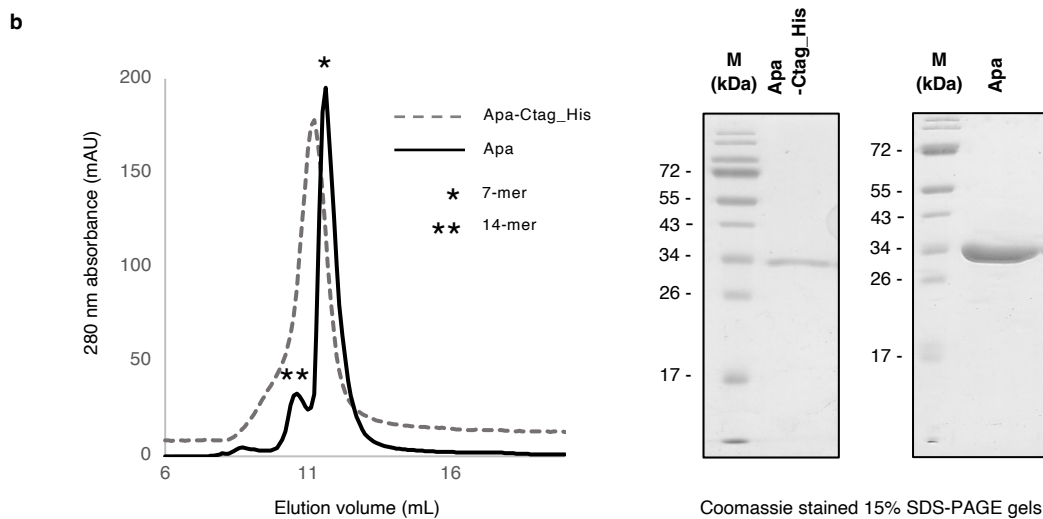 b
280 nm absorbance (mAU)
200
150
100
50
0
6
11
16
Elution volume (mL)
*
**
Apa-Ctag_His
Apa
* 7-mer
** 14-mer
M
(kDa)
Apa
-Ctag_His
72 -
55 -
43 -
34 -
26 -
17 -
M
(kDa)
Apa
72 -
55 -
43 -
34 -
26 -
17 -
Coomassie stained 15% SDS-PAGE gels